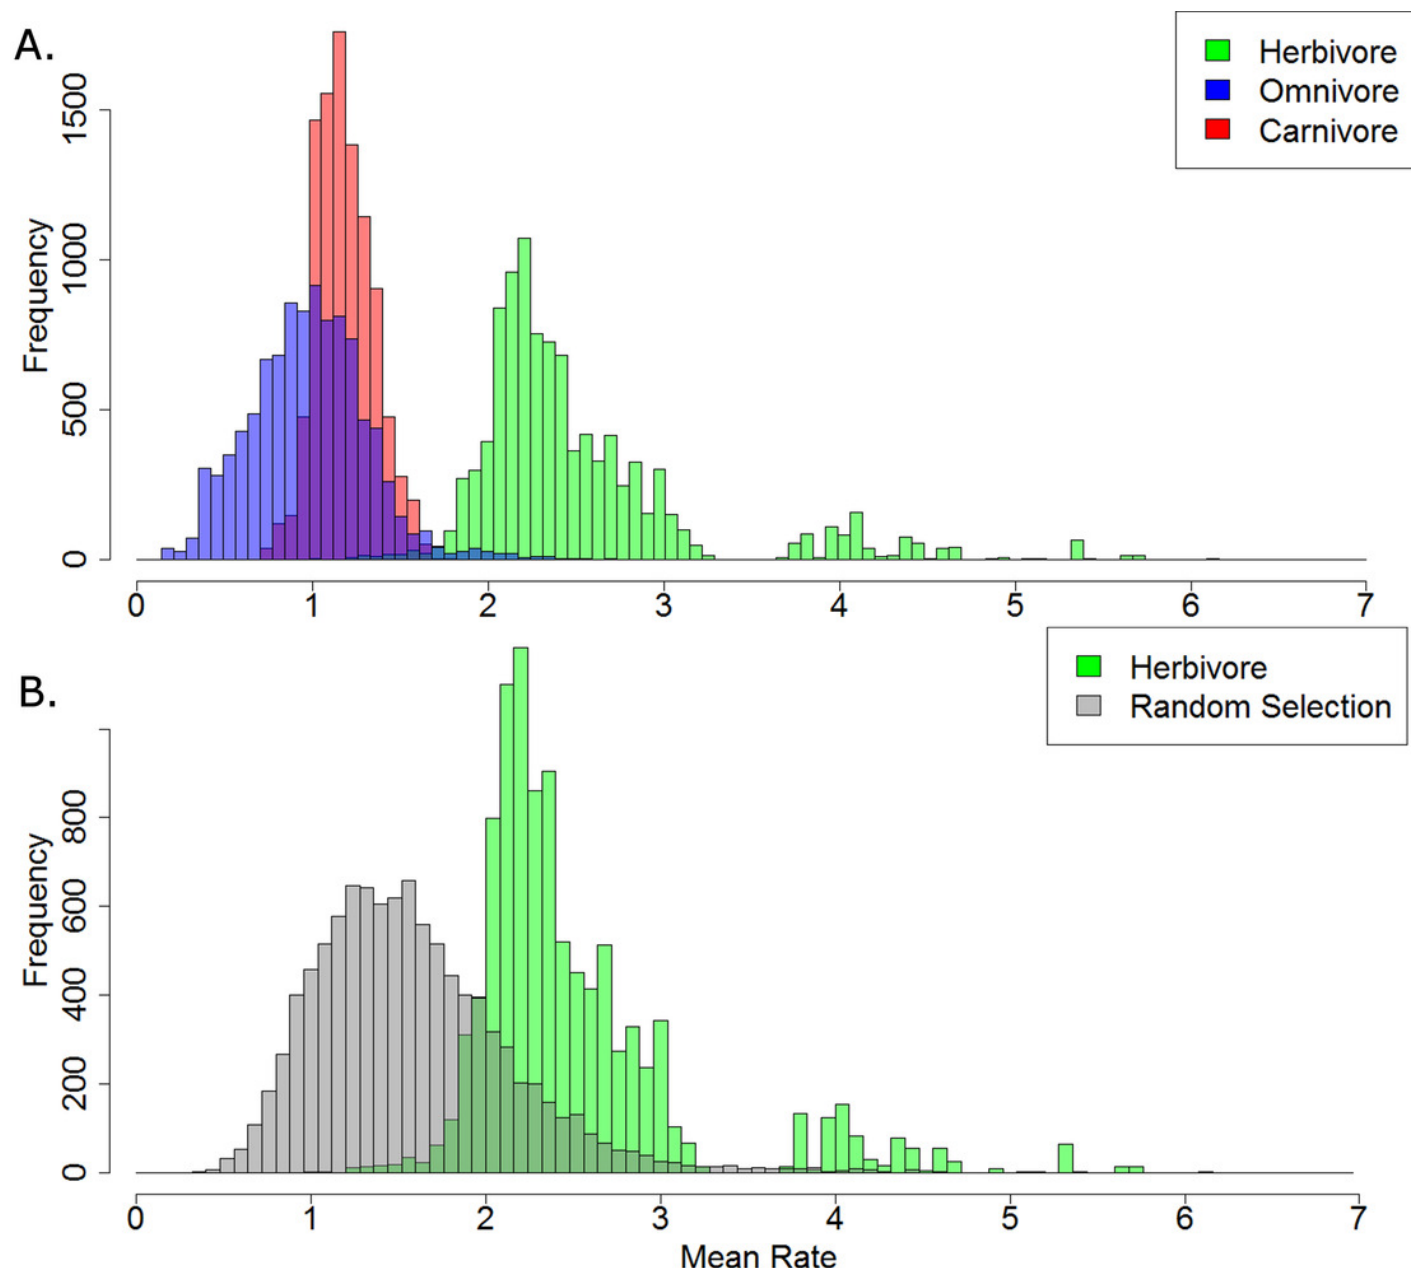 A.
Herbivore
Omnivore
Carnivore
Frequency
1500
1000
500
0
0 1 2 3 4 5 6 7
B.
Herbivore
Random Selection
Frequency
800
600
400
200
0
0 1 2 3 4 5 6 7
Mean Rate